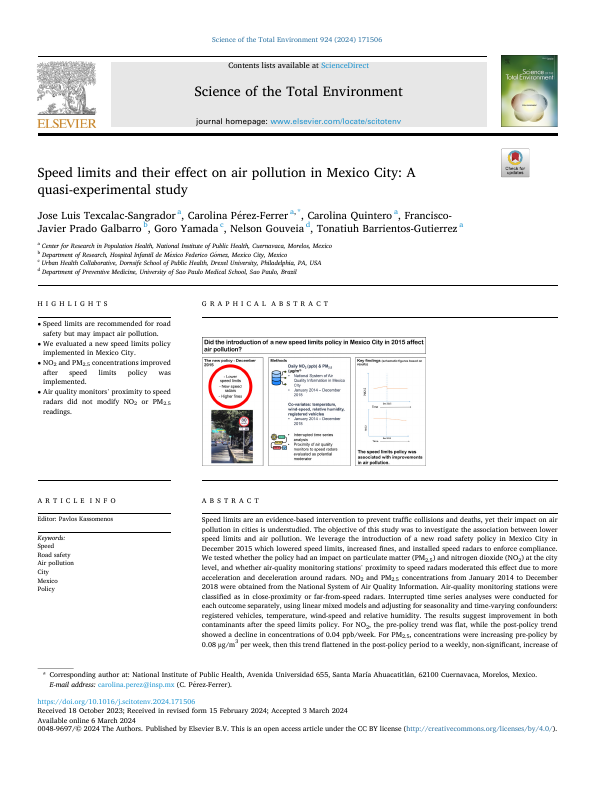 Science of the Total Environment 924 (2024) 171506
Contents lists available at ScienceDirect
Science of the Total Environment
journal homepage: www.elsevier.com/locate/scitotenv
ELSEVIER
Science of the
Total Environment
Check for
updates
Speed limits and their effect on air pollution in Mexico City: A
quasi-experimental study
Jose Luis Texcalac-Sangrador a, Carolina Pérez-Ferrer a,*, Carolina Quintero a, Francisco-
Javier Prado Galbarro b, Goro Yamada c, Nelson Gouveia d, Tonatiuh Barrientos-Gutierrez a
a Center for Research in Population Health, National Institute of Public Health, Cuernavaca, Morelos, Mexico
b Department of Research, Hospital Infantil de México Federico Gómez, Mexico City, Mexico
c Urban Health Collaborative, Dornsife School of Public Health, Drexel University, Philadelphia, PA, USA
d Department of Preventive Medicine, University of Sao Paulo Medical School, Sao Paulo, Brazil
HIGHLIGHTS
• Speed limits are recommended for road
safety but may impact air pollution.
• We evaluated a new speed limits policy
implemented in Mexico City.
• NO2 and PM2.5 concentrations improved
after speed limits policy was
implemented.
• Air quality monitors' proximity to speed
radars did not modify NO2 or PM2.5
readings.
GRAPHICAL ABSTRACT
Did the introduction of a new speed limits policy in Mexico City in 2015 affect
air pollution?
The new policy - December
2015
- Lower
speed limits
- New speed
radars
- Higher fines
Methods
Daily NO2 (ppb) & PM2.5
(µg/m³)
• National System of Air
Quality Information in Mexico
City
• January 2014 – December
2018
Co-variates: temperature,
wind-speed, relative humidity,
registered vehicles
• January 2014 – December
2018
• Interrupted time series
analysis
• Proximity of air quality
monitors to speed radars
evaluated as potential
moderator
Key findings
Time
Time
The speed limits policy was
associated with improvements
in air pollution.
ARTICLE INFO
Editor: Pavlos Kassomenos
Keywords:
Speed
Road safety
Air pollution
City
Mexico
Policy
ABSTRACT
Speed limits are an evidence-based intervention to prevent traffic collisions and deaths, yet their impact on air
pollution in cities is understudied. The objective of this study was to investigate the association between lower
speed limits and air pollution. We leverage the introduction of a new road safety policy in Mexico City in
December 2015 which lowered speed limits, increased fines, and installed speed radars to enforce compliance.
We tested whether the policy had an impact on particulate matter (PM2.5) and nitrogen dioxide (NO2) at the city
level, and whether air-quality monitoring stations' proximity to speed radars moderated this effect due to more
acceleration and deceleration around radars. NO2 and PM2.5 concentrations from January 2014 to December
2018 were obtained from the National System of Air Quality Information. Air-quality monitoring stations were
classified as in close-proximity or far-from-speed radars. Interrupted time series analyses were conducted for
each outcome separately, using linear mixed models and adjusting for seasonality and time-varying confounders:
registered vehicles, temperature, wind-speed and relative humidity. The results suggest improvement in both
contaminants after the speed limits policy. For NO2, the pre-policy trend was flat, while the post-policy trend
showed a decline in concentrations of 0.04 ppb/week. For PM2.5, concentrations were increasing pre-policy by
0.08 µg/m³ per week, then this trend flattened in the post-policy period to a weekly, non-significant, increase of
* Corresponding author at: National Institute of Public Health, Avenida Universidad 655, Santa María Ahuacatitlán, 62100 Cuernavaca, Morelos, Mexico.
E-mail address: carolina.perez@insp.mx (C. Pérez-Ferrer).
https://doi.org/10.1016/j.scitotenv.2024.171506
Received 18 October 2023; Received in revised form 15 February 2024; Accepted 3 March 2024
Available online 6 March 2024
0048-9697/© 2024 The Authors. Published by Elsevier B.V. This is an open access article under the CC BY license (http://creativecommons.org/licenses/by/4.0/).